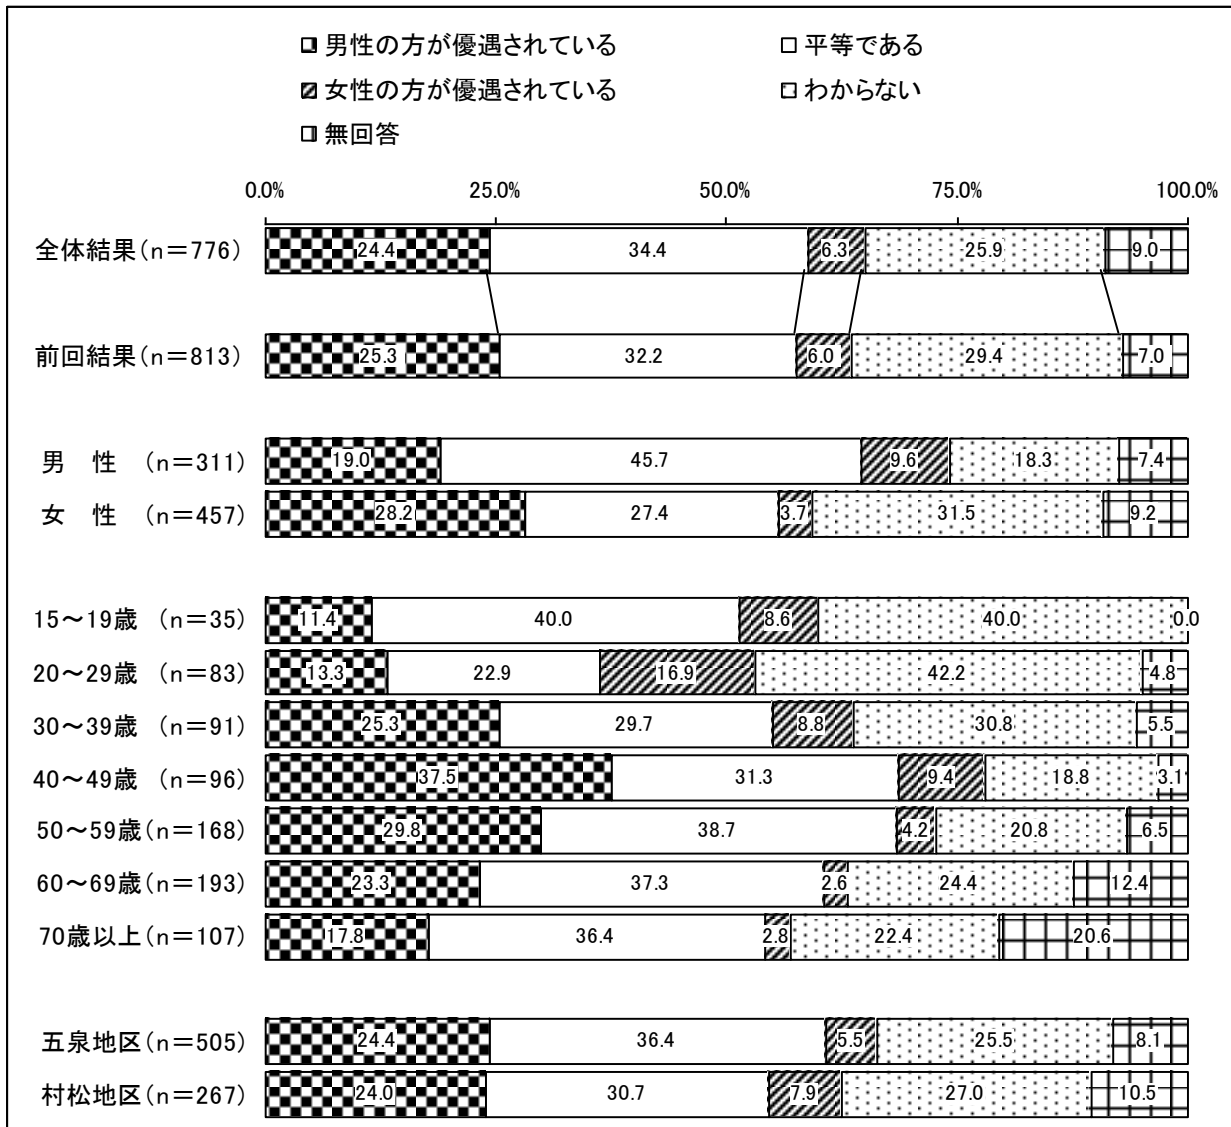 男性の方が優遇されている 平等である
女性の方が優遇されている わからない
無回答
0.0% 25.0% 50.0% 75.0% 100.0%
全体結果(n=776) 24.4 34.4 6.3 25.9 9.0
前回結果(n=813) 25.3 32.2 6.0 29.4 7.0
男 性 (n=311) 19.0 45.7 9.6 18.3 7.4
女 性 (n=457) 28.2 27.4 3.7 31.5 9.2
15~19歳 (n=35) 11.4 40.0 8.6 40.0 0.0
20~29歳 (n=83) 13.3 22.9 16.9 42.2 4.8
30~39歳 (n=91) 25.3 29.7 8.8 30.8 5.5
40~49歳 (n=96) 37.5 31.3 9.4 18.8 3.1
50~59歳(n=168) 29.8 38.7 4.2 20.8 6.5
60~69歳(n=193) 23.3 37.3 2.6 24.4 12.4
70歳以上(n=107) 17.8 36.4 2.8 22.4 20.6
五泉地区(n=505) 24.4 36.4 5.5 25.5 8.1
村松地区(n=267) 24.0 30.7 7.9 27.0 10.5